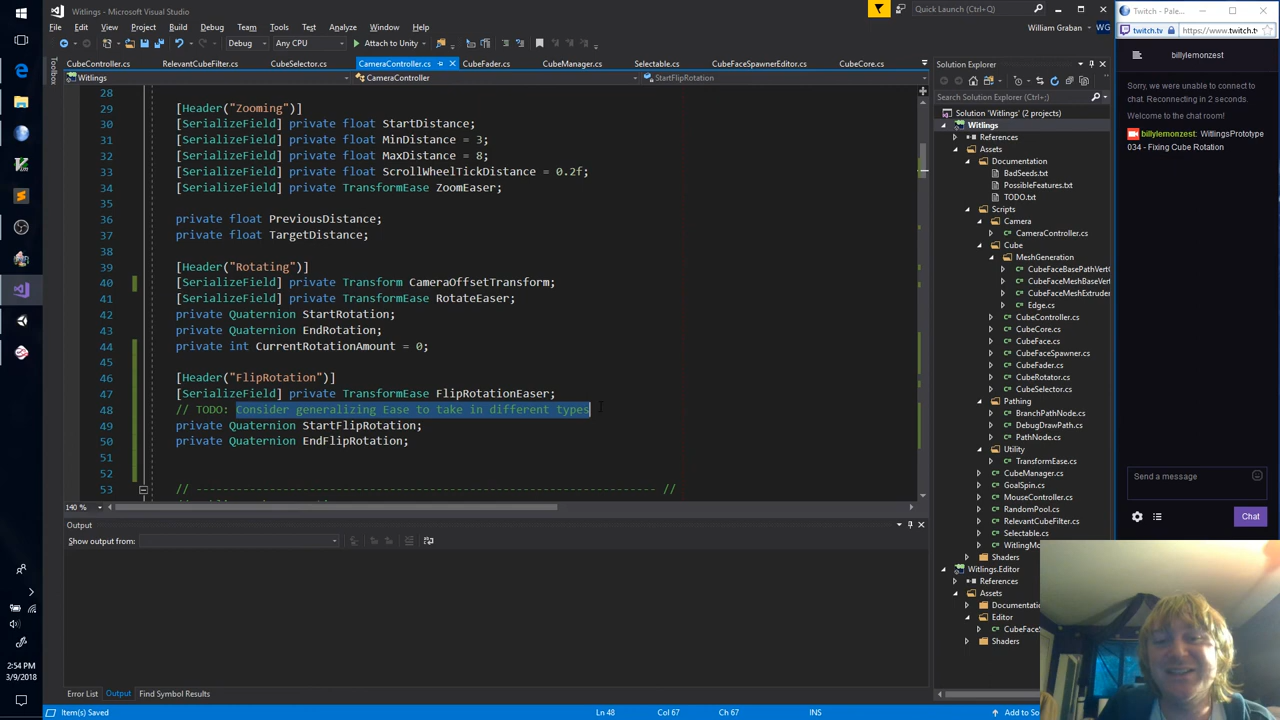 Witlings - Microsoft Visual Studio
Quick Launch (Ctrl+Q)
File Edit View Project Build Debug Team Tools Test Analyze Window Help
William Graban WG
Debug Any CPU Attach to Unity
CubeController.cs RelevantCubeFilter.cs CubeSelector.cs CameraController.cs CubeFader.cs CubeManager.cs Selectable.cs CubeFaceSpawnerEditor.cs CubeCore.cs
Witlings CameraController StartFlipRotation
Toolbox
28
29 [Header("Zooming")]
30 [SerializeField] private float StartDistance;
31 [SerializeField] private float MinDistance = 3;
32 [SerializeField] private float MaxDistance = 8;
33 [SerializeField] private float ScrollWheelTickDistance = 0.2f;
34 [SerializeField] private TransformEase ZoomEaser;
35
36 private float PreviousDistance;
37 private float TargetDistance;
38
39 [Header("Rotating")]
40 [SerializeField] private Transform CameraOffsetTransform;
41 [SerializeField] private TransformEase RotateEaser;
42 private Quaternion StartRotation;
43 private Quaternion EndRotation;
44 private int CurrentRotationAmount = 0;
45
46 [Header("FlipRotation")]
47 [SerializeField] private TransformEase FlipRotationEaser;
48 // TODO: Consider generalizing Ease to take in different types
49 private Quaternion StartFlipRotation;
50 private Quaternion EndFlipRotation;
51
52
53 // --------------------------------------------------------------------- //
140 %
Output
Show output from:
Error List Output Find Symbol Results
Item(s) Saved Ln 48 Col 67 Ch 67 INS Add to So
Solution Explorer
Search Solution Explorer (Ctrl+;)
Solution 'Witlings' (2 projects)
Witlings
References
Assets
Documentation
BadSeeds.txt
PossibleFeatures.txt
TODO.txt
Scripts
Camera
CameraController.cs
Cube
MeshGeneration
CubeFaceBasePathVert
CubeFaceMeshBaseVert
CubeFaceMeshExtruder
Edge.cs
CubeController.cs
CubeCore.cs
CubeFace.cs
CubeFaceSpawner.cs
CubeFader.cs
CubeRotator.cs
CubeSelector.cs
Pathing
BranchPathNode.cs
DebugDrawPath.cs
PathNode.cs
Utility
TransformEase.cs
CubeManager.cs
GoalSpin.cs
MouseController.cs
RandomPool.cs
RelevantCubeFilter.cs
Selectable.cs
WitlingMo
Shaders
Witlings.Editor
References
Assets
Documento
Editor
CubeFaceS
Shaders
Twitch - Pale...
twitch.tv https://www.twitch.tv
billylemonzest
Sorry, we were unable to connect to
chat. Reconnecting in 2 seconds.
Welcome to the chat room!
billylemonzest: WitlingsPrototype
034 - Fixing Cube Rotation
Send a message
Chat
2:54 PM
3/9/2018